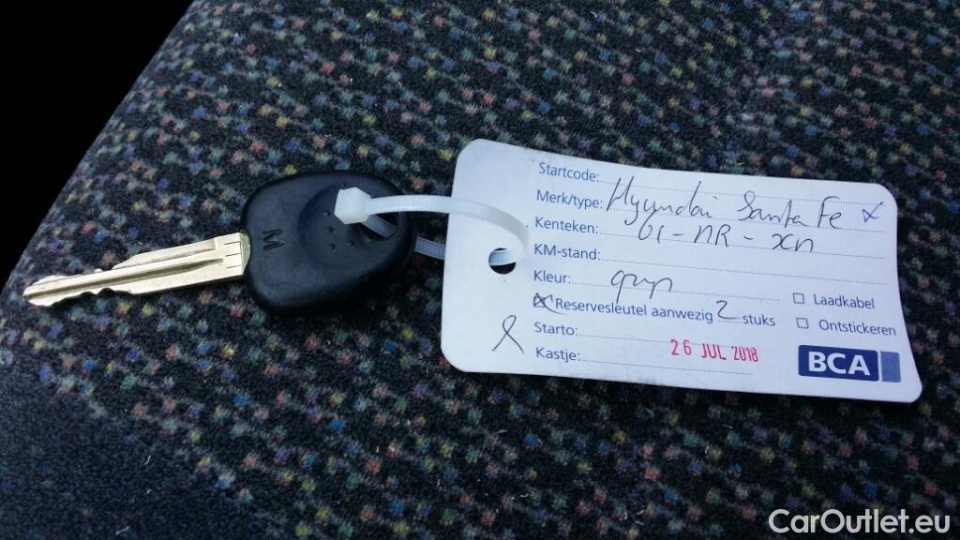 M
Startcode:
Merk/type: Hyundai Santa Fe x
Kenteken: 01-NR-XN
KM-stand:
Kleur:
☐ Laadkabel
☒ Reservesleutel aanwezig 2 stuks
☐ Ontstickeren
Starto:
26 JUL 2018
Kastje:
BCA
CarOutlet.eu